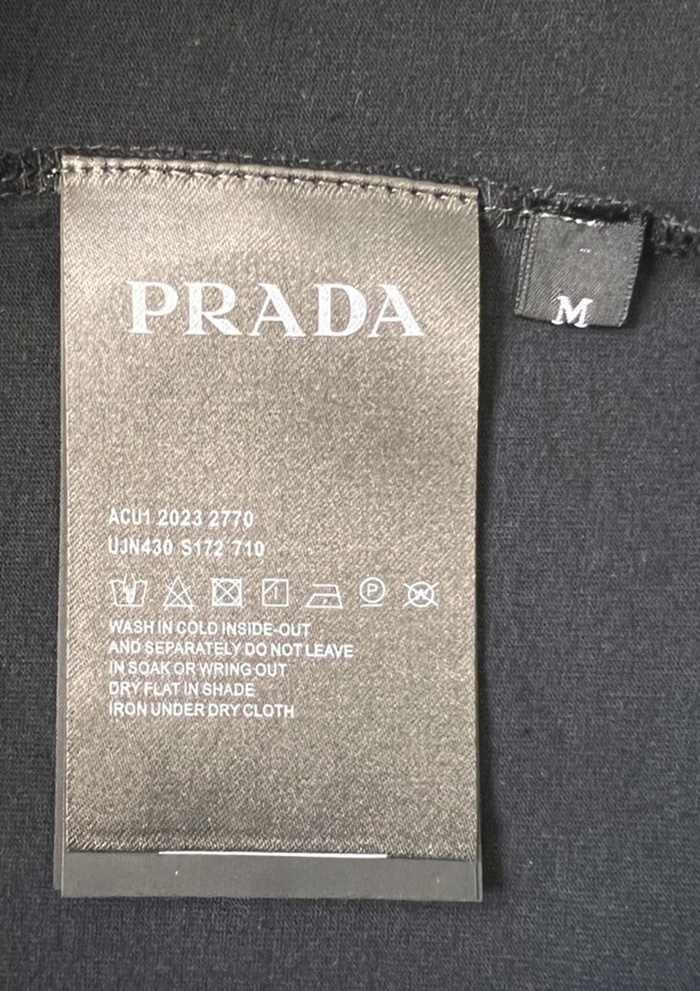 PRADA
M
ACU1 2023 2770
UJN430 S172 710
P
W
WASH IN COLD INSIDE-OUT
AND SEPARATELY DO NOT LEAVE
IN SOAK OR WRING OUT
DRY FLAT IN SHADE
IRON UNDER DRY CLOTH